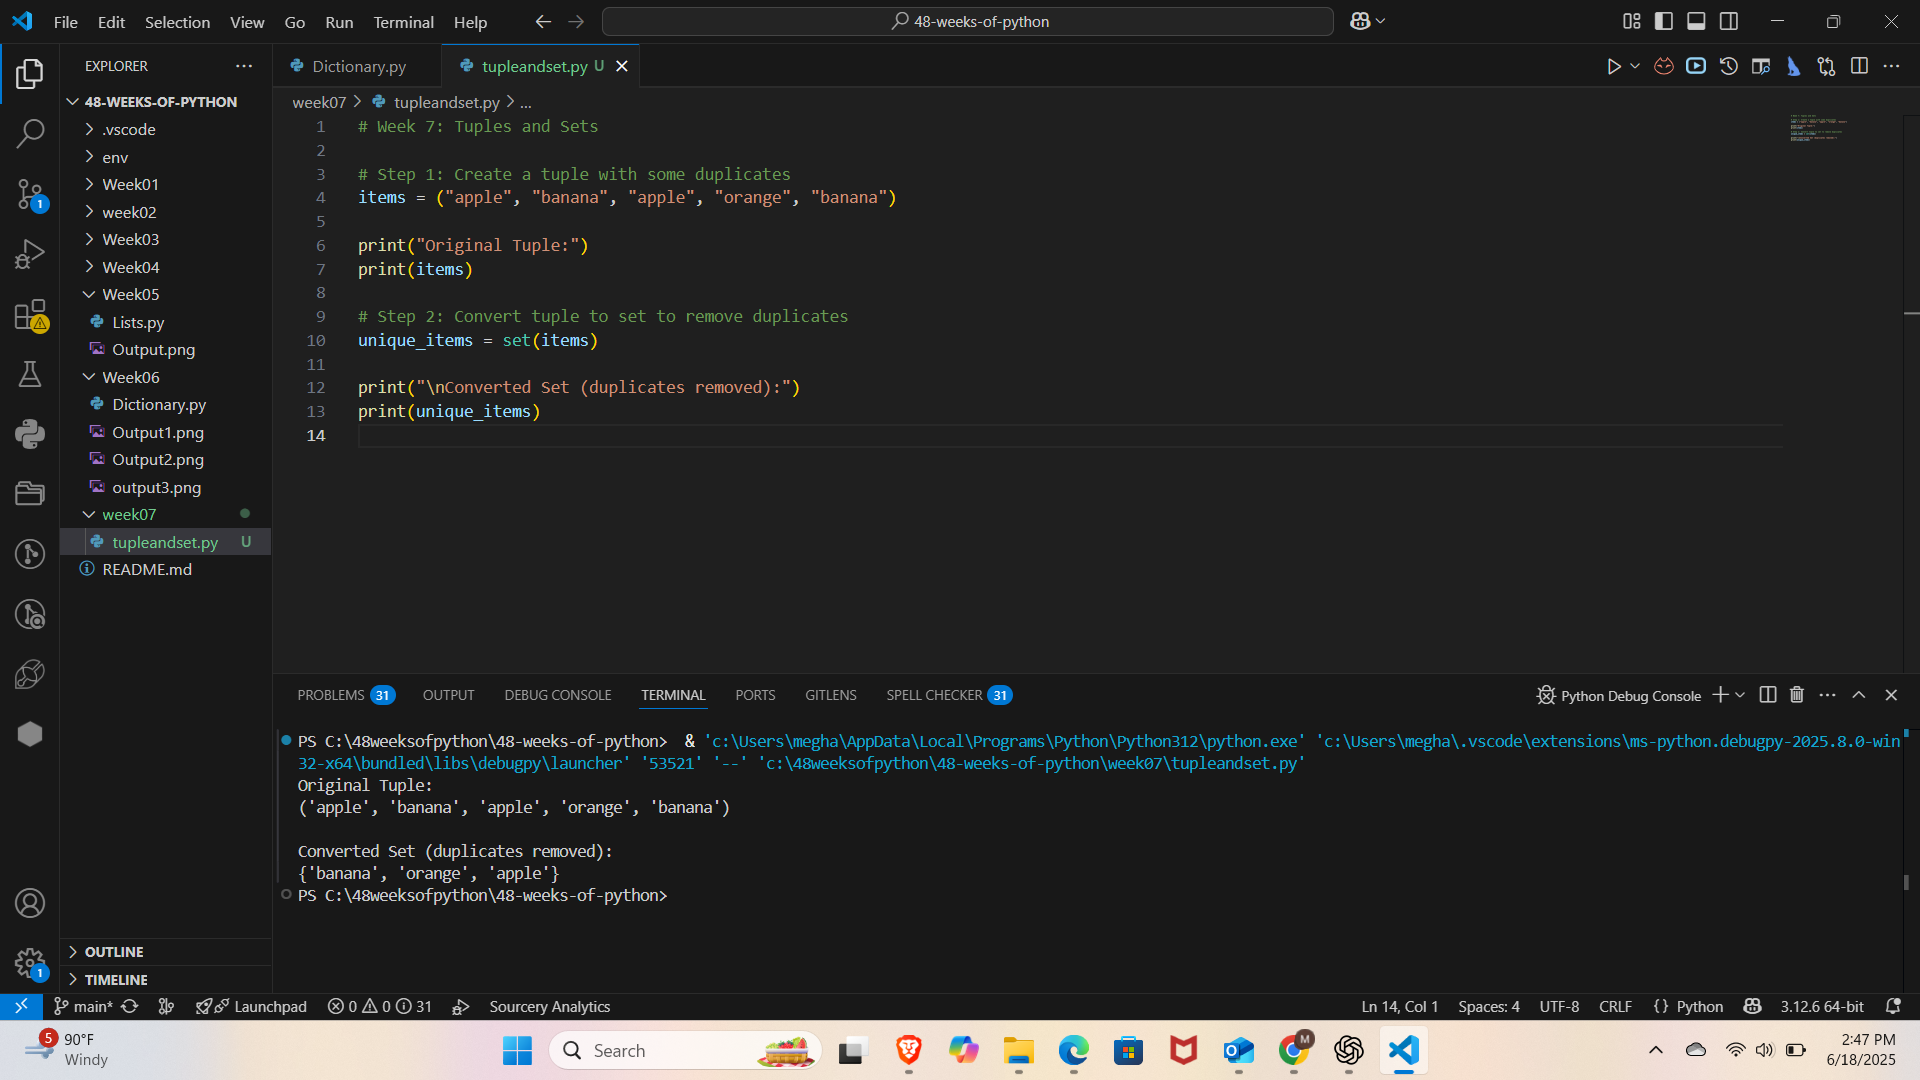 File Edit Selection View Go Run Terminal Help
48-weeks-of-python
EXPLORER
48-WEEKS-OF-PYTHON
.vscode
env
Week01
week02
Week03
Week04
Week05
Lists.py
Output.png
Week06
Dictionary.py
Output1.png
Output2.png
output3.png
week07
tupleandset.py U
README.md
OUTLINE
TIMELINE
Dictionary.py
tupleandset.py U
week07 > tupleandset.py > ...
1 # Week 7: Tuples and Sets
2
3 # Step 1: Create a tuple with some duplicates
4 items = ("apple", "banana", "apple", "orange", "banana")
5
6 print("Original Tuple:")
7 print(items)
8
9 # Step 2: Convert tuple to set to remove duplicates
10 unique_items = set(items)
11
12 print("\nConverted Set (duplicates removed):")
13 print(unique_items)
14
PROBLEMS 31 OUTPUT DEBUG CONSOLE TERMINAL PORTS GITLENS SPELL CHECKER 31
Python Debug Console
PS C:\48weeksofpython\48-weeks-of-python>  & 'c:\Users\megha\AppData\Local\Programs\Python\Python312\python.exe' 'c:\Users\megha\.vscode\extensions\ms-python.debugpy-2025.8.0-win
32-x64\bundled\libs\debugpy\launcher' '53521' '--' 'c:\48weeksofpython\48-weeks-of-python\week07\tupleandset.py'
Original Tuple:
('apple', 'banana', 'apple', 'orange', 'banana')
Converted Set (duplicates removed):
{'banana', 'orange', 'apple'}
PS C:\48weeksofpython\48-weeks-of-python>
1
1
main* Launchpad 0 0 31 Sourcery Analytics
Ln 14, Col 1 Spaces: 4 UTF-8 CRLF {} Python 3.12.6 64-bit
5
90°F
Windy
Search
M
2:47 PM
6/18/2025